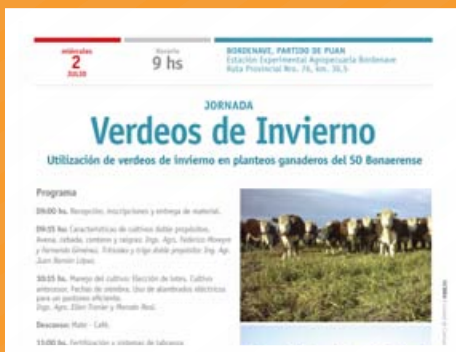 miércoles
2
JULIO
Horario
9 hs
BORDENAVE, PARTIDO DE PUAN
Estación Experimental Agropecuaria Bordenave
Ruta Provincial Nro. 76, km. 36,5
JORNADA
Verdeos de Invierno
Utilización de verdeos de invierno en planteos ganaderos del SO Bonaerense
Programa
09:00 hs. Recepción, inscripciones y entrega de material.
09:15 hs. Características de cultivos doble propósitos.
Avena, cebada, centeno y raigras: Ings. Agrs. Federico Moreyra
y Fernando Giménez. Triticales y trigo doble propósito: Ing. Agr.
Juan Ramón López.
10:15 hs. Manejo del cultivo: Elección de lotes. Cultivo
antecesor. Fechas de siembra. Uso de alambrados eléctricos
para un pastoreo eficiente.
Ings. Agrs. y Real.
Descanso: Mate - Café.
11:00 hs. Fertilización y sistemas de labranza.